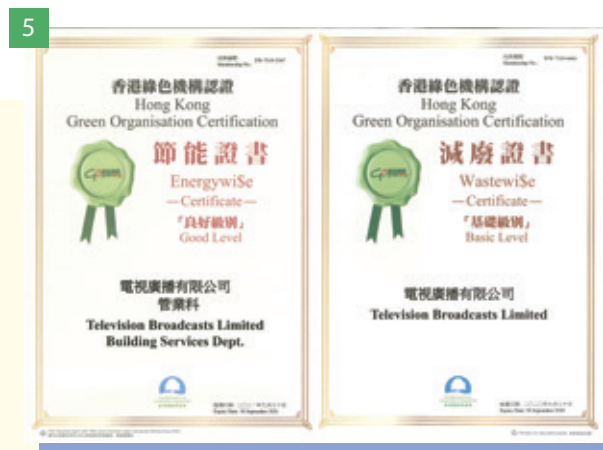 5
香港綠色機構認證
Hong Kong
Green Organisation Certification
節能證書
Energywi$e
—Certificate—
「良好級別」
Good Level
電視廣播有限公司
管業科
Television Broadcasts Limited
Building Services Dept.
香港綠色機構認證
Hong Kong
Green Organisation Certification
減廢證書
Wastewi$e
—Certificate—
「基礎級別」
Basic Level
電視廣播有限公司
Television Broadcasts Limited